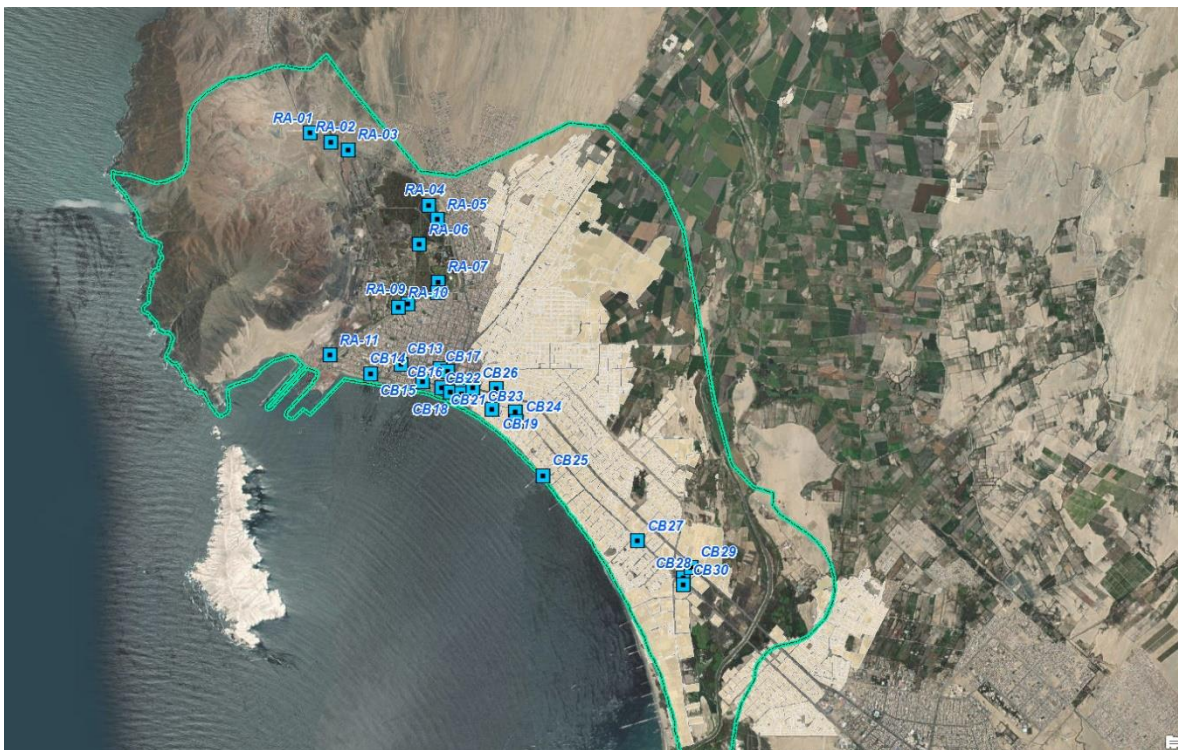 RA-01
RA-02
RA-03
RA-04
RA-05
RA-06
RA-07
RA-09
RA-10
RA-11
CB14
CB13
CB17
CB16
CB15
CB22
CB26
CB18
CB21
CB23
CB24
CB19
CB25
CB27
CB29
CB28
CB30